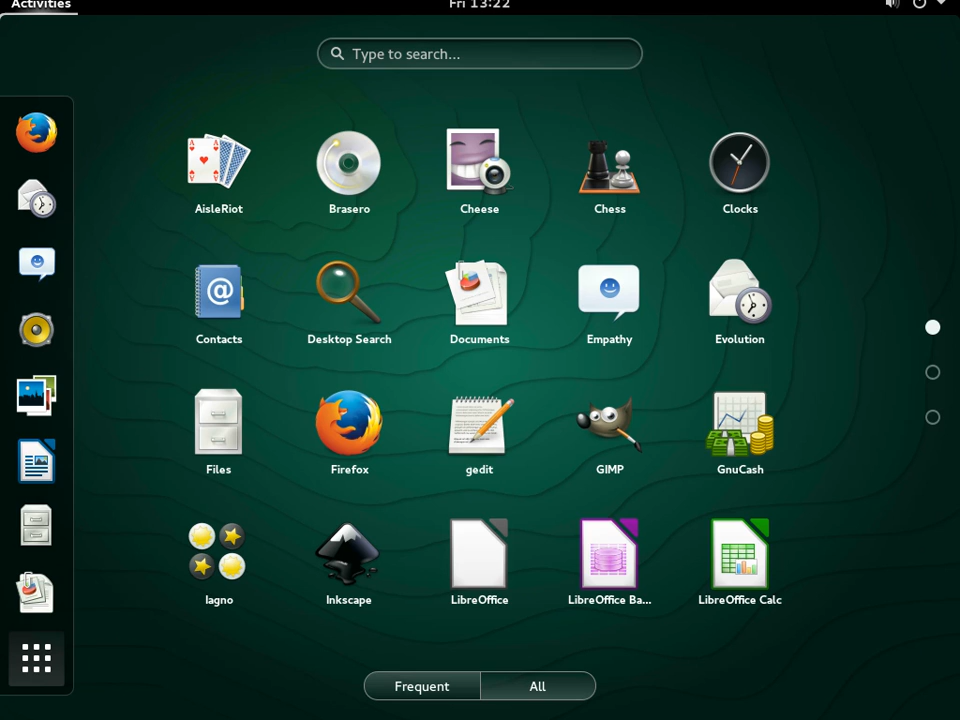 Activities
Fri 13:22
Type to search...
AisleRiot
Brasero
Cheese
Chess
Clocks
Contacts
Desktop Search
Documents
Empathy
Evolution
Files
Firefox
gedit
GIMP
GnuCash
Iagno
Inkscape
LibreOffice
LibreOffice Ba...
LibreOffice Calc
Frequent
All